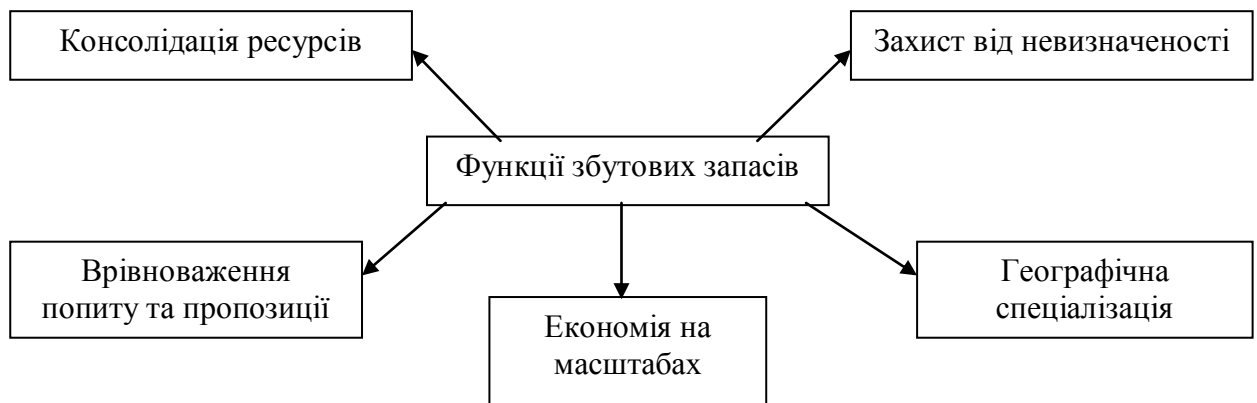 Консолідація ресурсів
Захист від невизначеності
Функції збутових запасів
Врівноваження
попиту та пропозиції
Економія на
масштабах
Географічна
спеціалізація